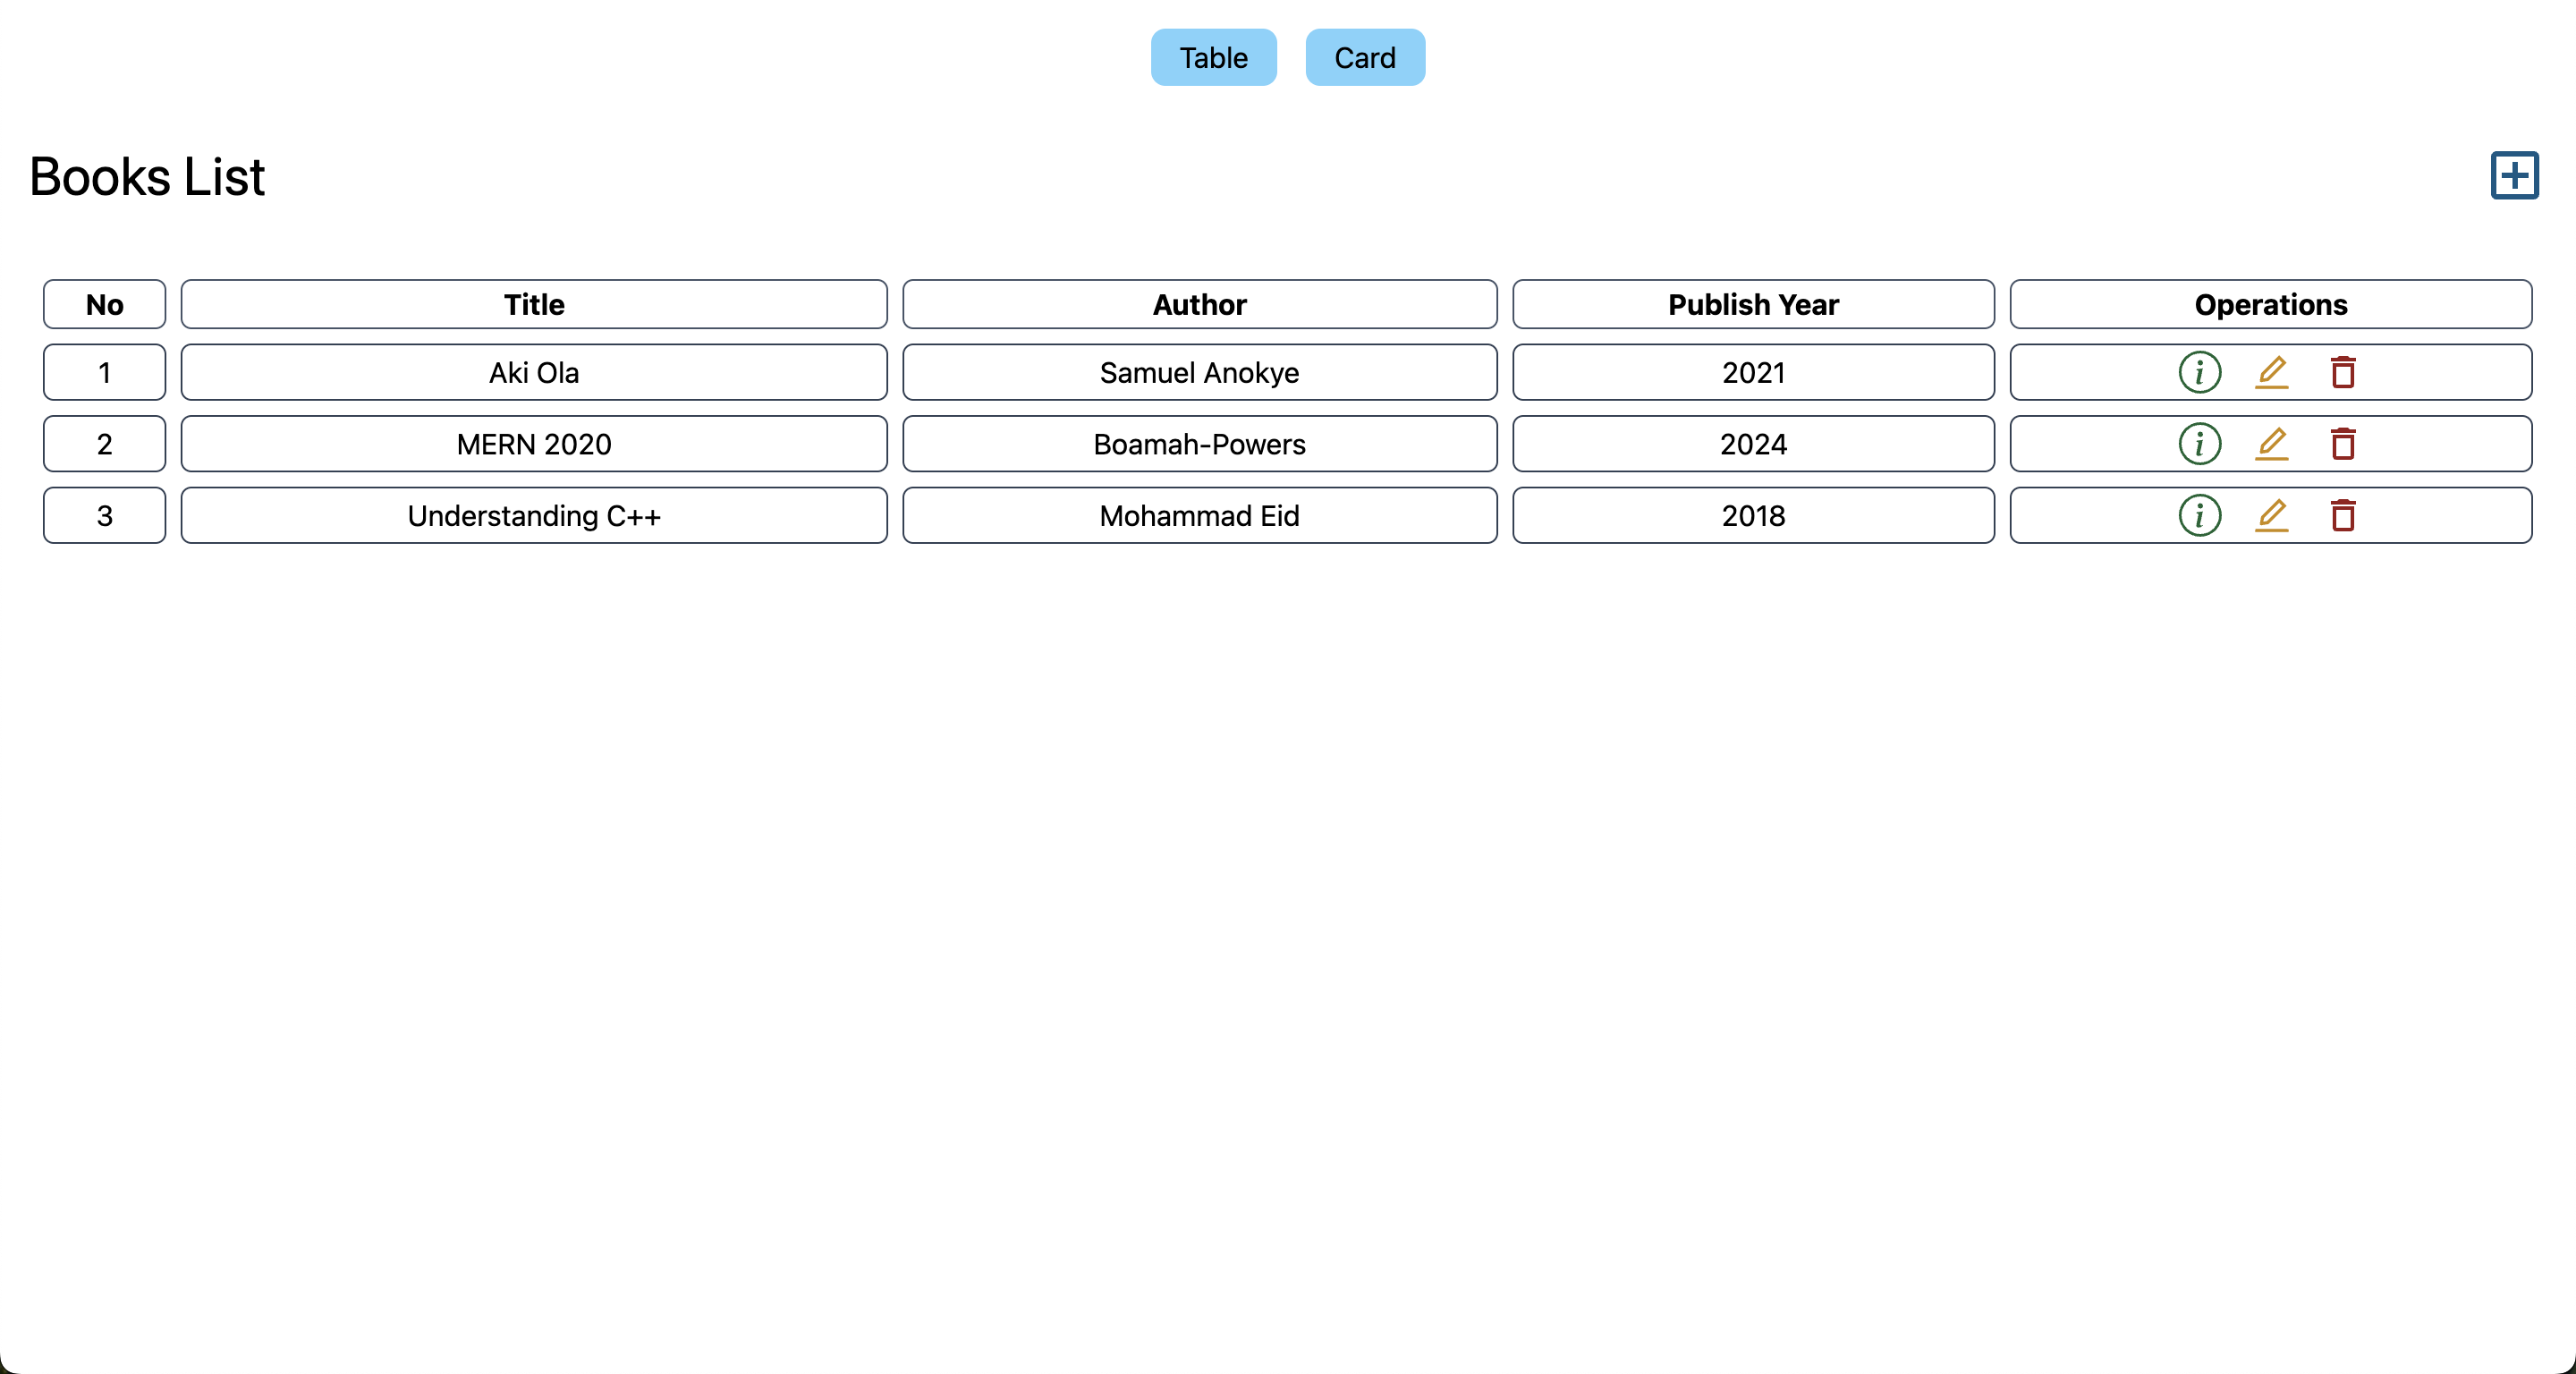 Table Card
Books List
No Title Author Publish Year Operations
1 Aki Ola Samuel Anokye 2021
2 MERN 2020 Boamah-Powers 2024
3 Understanding C++ Mohammad Eid 2018